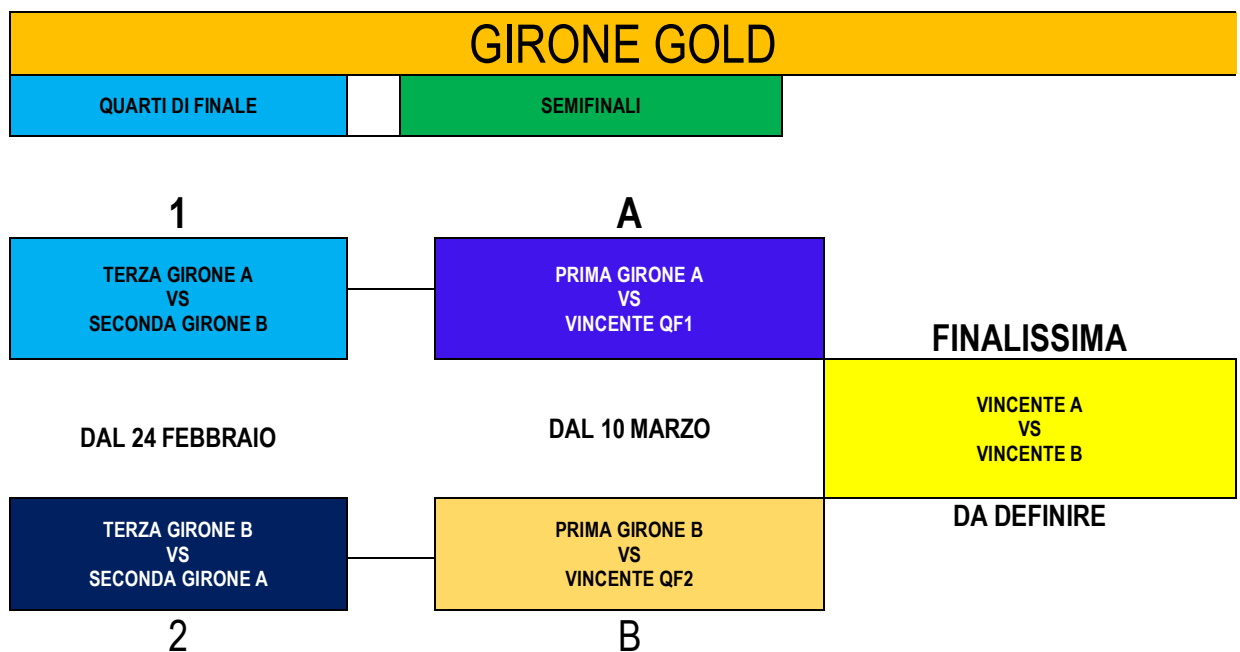 GIRONE GOLD
QUARTI DI FINALE
SEMIFINALI
1
A
TERZA GIRONE A
VS
SECONDA GIRONE B
PRIMA GIRONE A
VS
VINCENTE QF1
FINALISSIMA
DAL 24 FEBBRAIO
DAL 10 MARZO
VINCENTE A
VS
VINCENTE B
DA DEFINIRE
TERZA GIRONE B
VS
SECONDA GIRONE A
PRIMA GIRONE B
VS
VINCENTE QF2
2
B